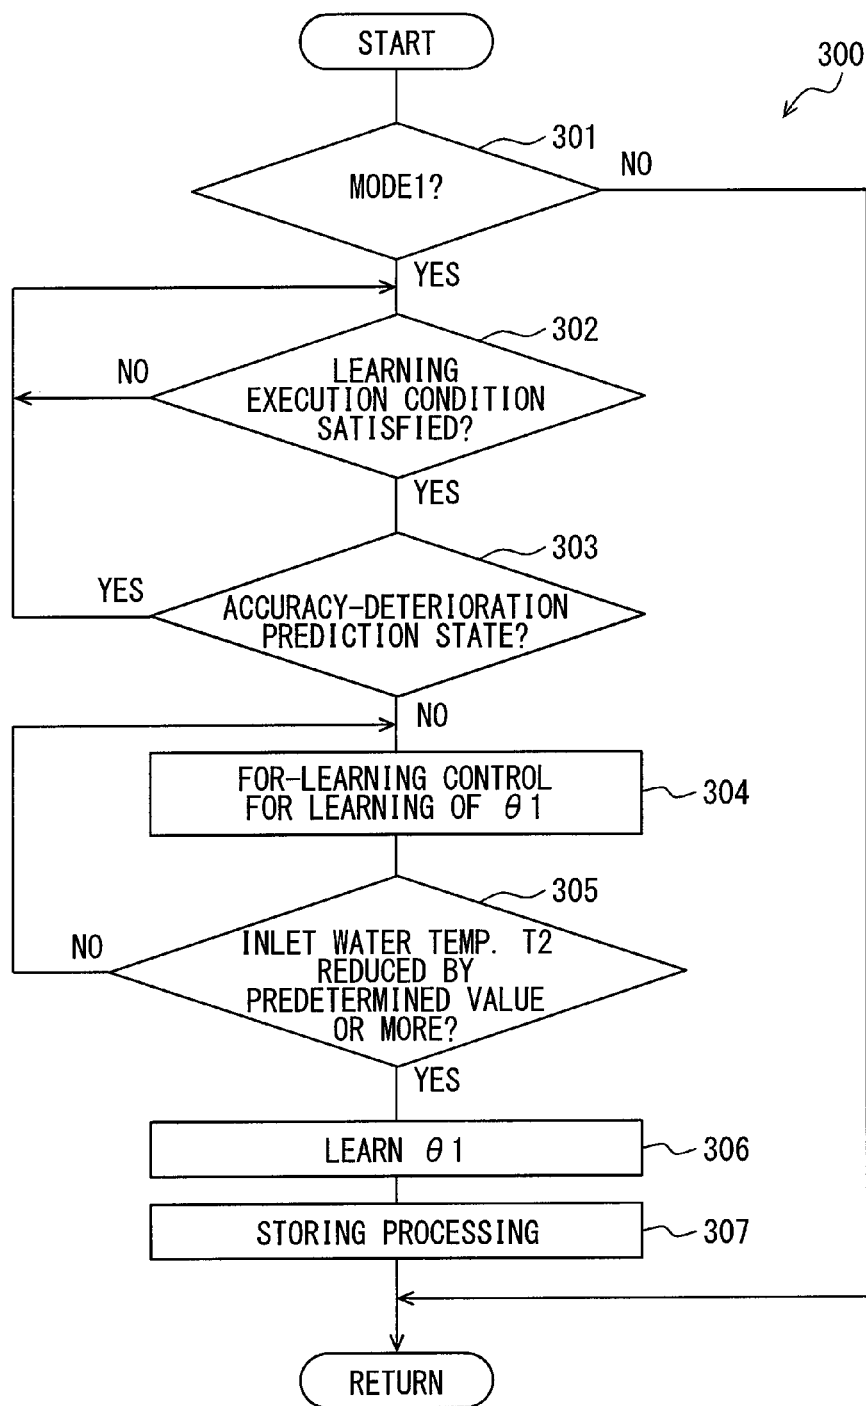 START
300
301
MODE1?
NO
YES
302
NO
LEARNING
EXECUTION CONDITION
SATISFIED?
YES
303
YES
ACCURACY-DETERIORATION
PREDICTION STATE?
NO
FOR-LEARNING CONTROL
FOR LEARNING OF θ1
304
305
NO
INLET WATER TEMP. T2
REDUCED BY
PREDETERMINED VALUE
OR MORE?
YES
LEARN θ1
306
STORING PROCESSING
307
RETURN